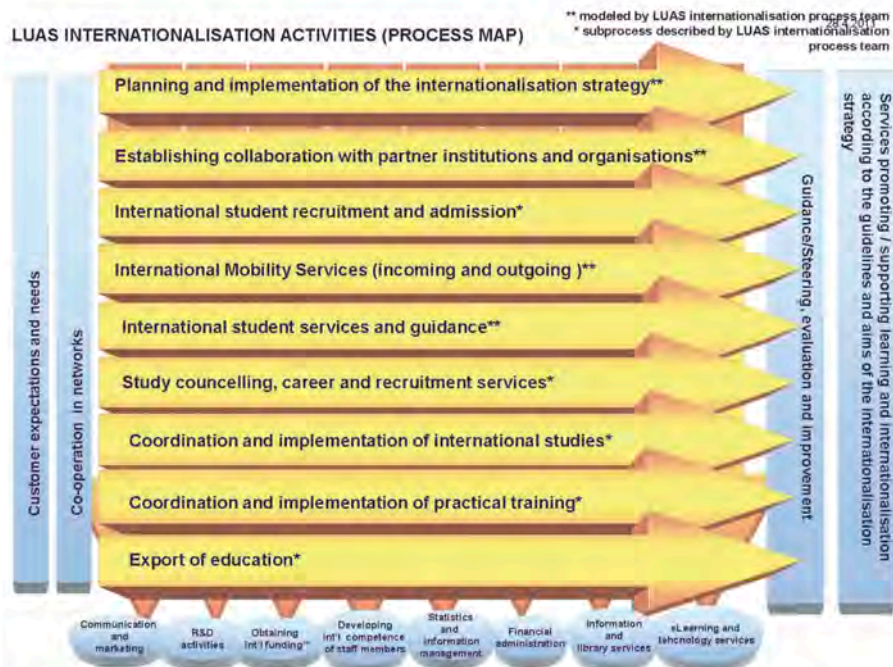 LUAS INTERNATIONALISATION ACTIVITIES (PROCESS MAP)
28.4.2011
** modeled by LUAS internationalisation process team
* subprocess described by LUAS internationalisation
process team
Customer expectations and needs
Co-operation in networks
Planning and implementation of the internationalisation strategy**
Establishing collaboration with partner institutions and organisations**
International student recruitment and admission*
International Mobility Services (incoming and outgoing )**
International student services and guidance**
Study councelling, career and recruitment services*
Coordination and implementation of international studies*
Coordination and implementation of practical training*
Export of education*
Guidance/Steering, evaluation and improvement
Services promoting / supporting learning and internationalisation
according to the guidelines and aims of the internationalisation
strategy
Communication
and
marketing
R&D
activities
Obtaining
int'l funding**
Developing
int'l competence
of staff members
Statistics
and
information
management
Financial
administration
Information
and
library services
eLearning and
tehcnology services